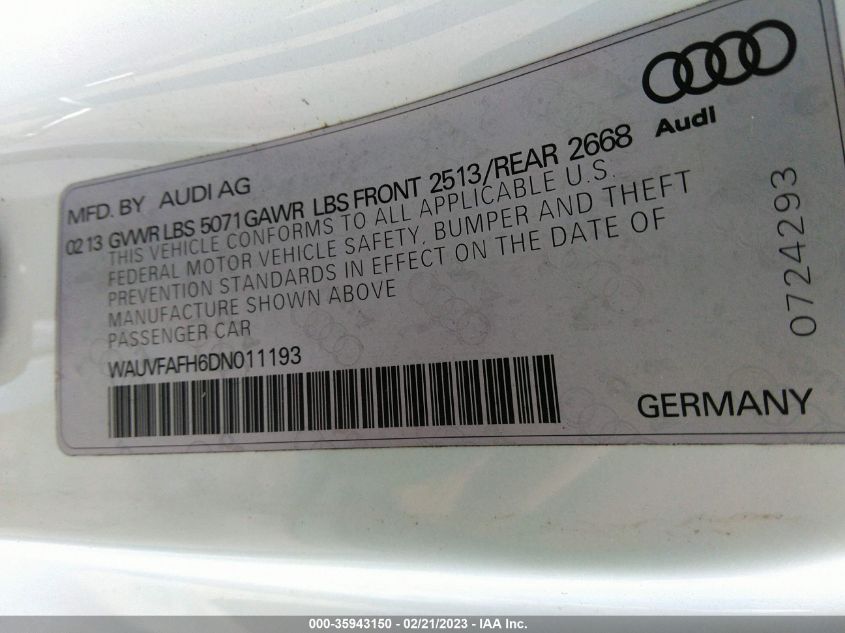 Audi
MFD. BY AUDI AG
02 13 GVWR LBS 5071 GAWR LBS FRONT 2513/REAR 2668
THIS VEHICLE CONFORMS TO ALL APPLICABLE U.S.
FEDERAL MOTOR VEHICLE SAFETY, BUMPER AND THEFT
PREVENTION STANDARDS IN EFFECT ON THE DATE OF
MANUFACTURE SHOWN ABOVE
PASSENGER CAR
WAUVFAFH6DN011193
GERMANY
0724293
000-35943150 — 02/21/2023 — IAA Inc.